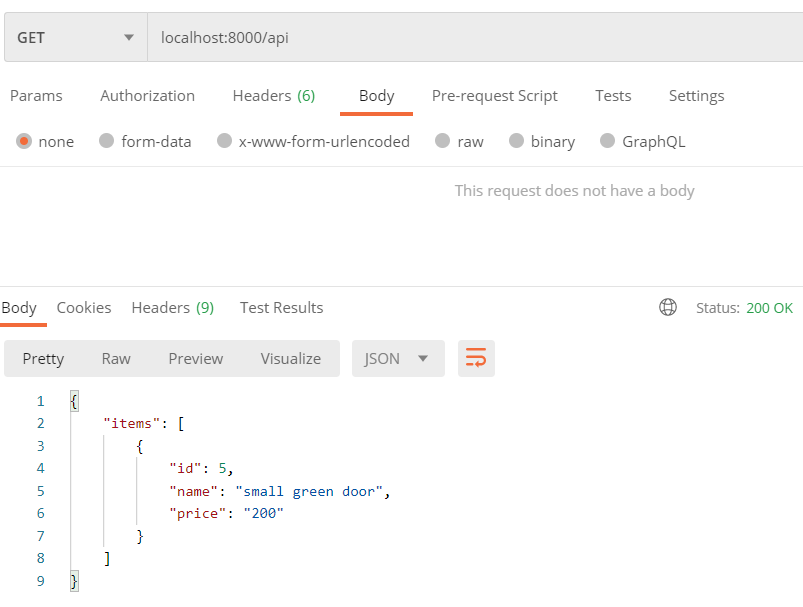 GET localhost:8000/api
Params Authorization Headers (6) Body Pre-request Script Tests Settings
none form-data x-www-form-urlencoded raw binary GraphQL
This request does not have a body
Body Cookies Headers (9) Test Results Status: 200 OK
Pretty Raw Preview Visualize JSON
1 {
2 "items": [
3 {
4 "id": 5,
5 "name": "small green door",
6 "price": "200"
7 }
8 ]
9 }